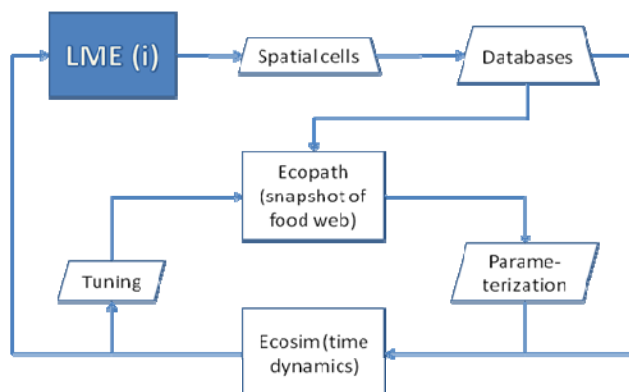 LME (i)
Spatial cells
Databases
Ecopath
(snapshot of
food web)
Tuning
Parame-
terization
Ecosim (time
dynamics)